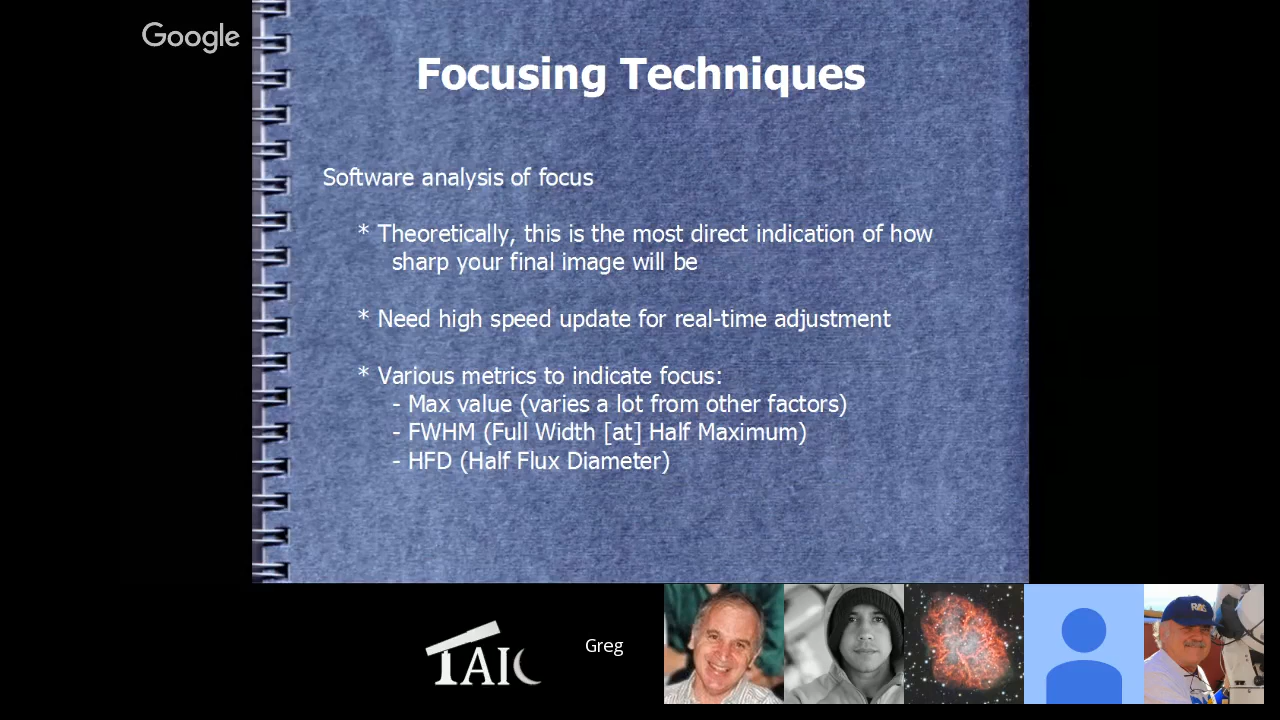 Google
Focusing Techniques
Software analysis of focus
* Theoretically, this is the most direct indication of how
sharp your final image will be
* Need high speed update for real-time adjustment
* Various metrics to indicate focus:
- Max value (varies a lot from other factors)
- FWHM (Full Width [at] Half Maximum)
- HFD (Half Flux Diameter)
TAIC
Greg